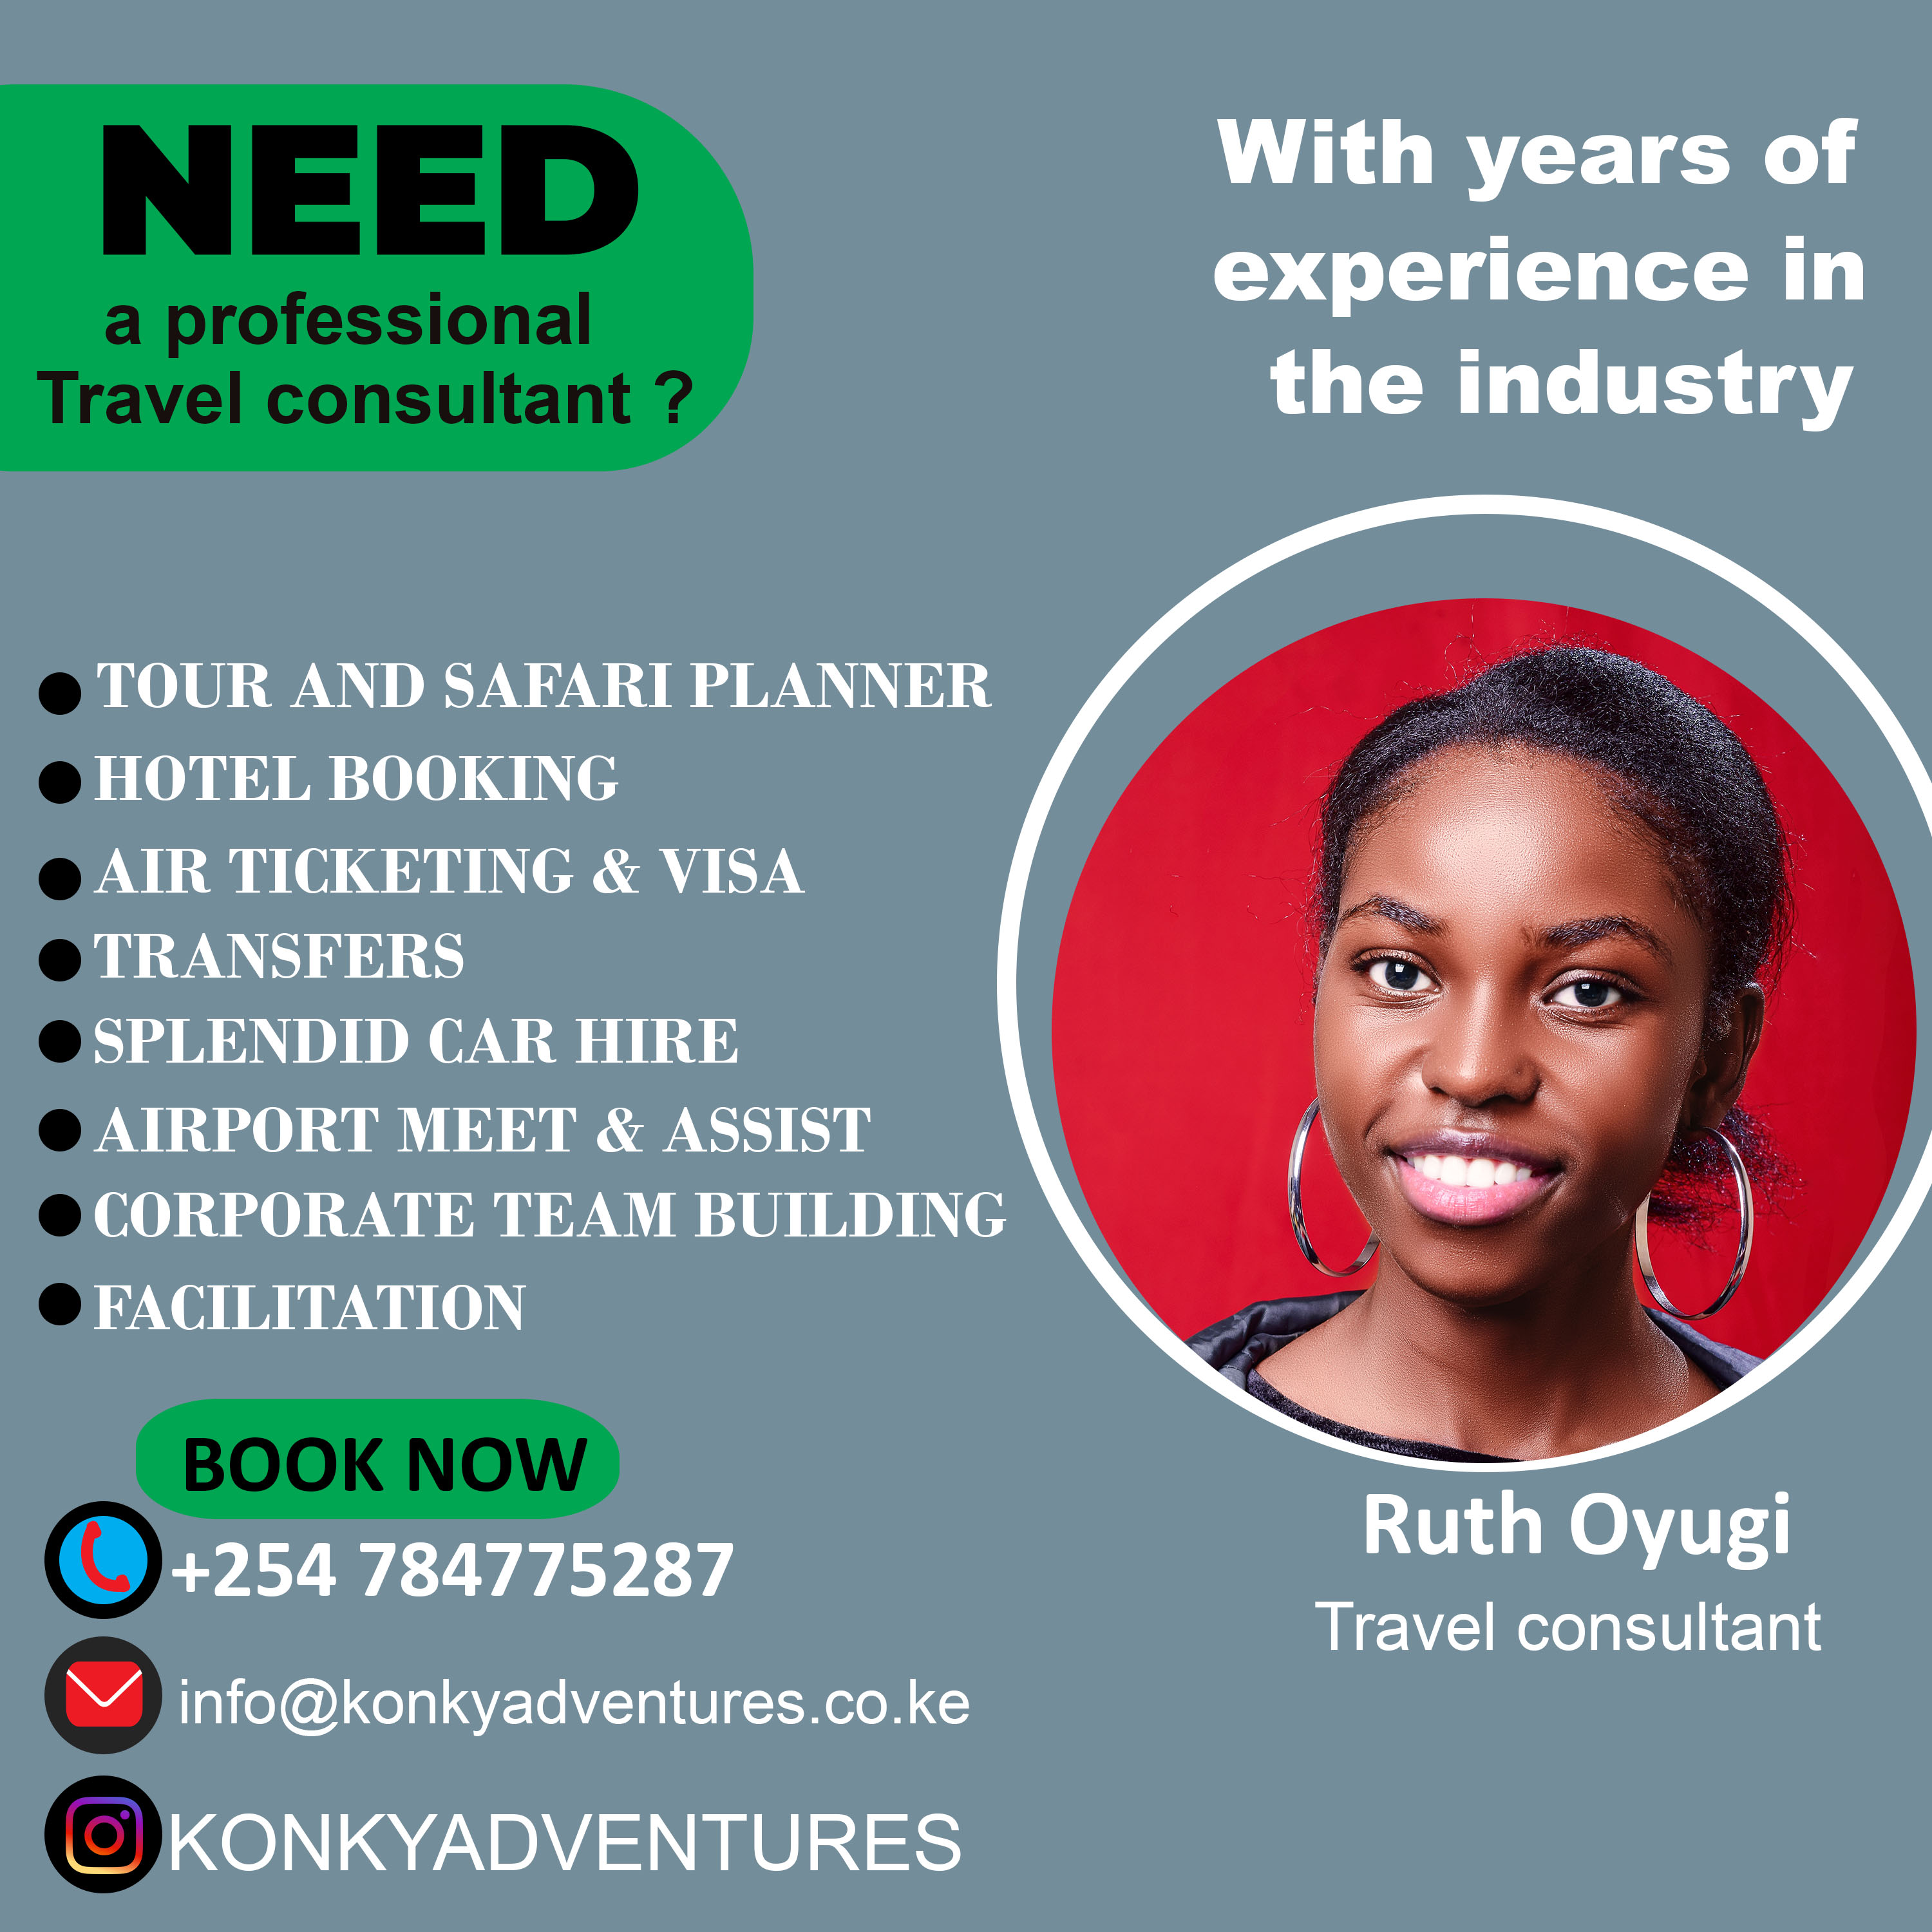 NEED
a professional
Travel consultant ?
With years of
experience in
the industry
TOUR AND SAFARI PLANNER
HOTEL BOOKING
AIR TICKETING & VISA
TRANSFERS
SPLENDID CAR HIRE
AIRPORT MEET & ASSIST
CORPORATE TEAM BUILDING
FACILITATION
BOOK NOW
+254 784775287
info@konkyadventures.co.ke
KONKYADVENTURES
Ruth Oyugi
Travel consultant